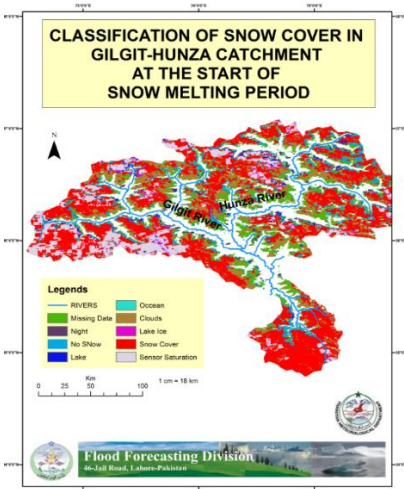 CLASSIFICATION OF SNOW COVER IN
GILGIT-HUNZA CATCHMENT
AT THE START OF
SNOW MELTING PERIOD
N
Gilgit River
Hunza River
Legends
RIVERS
Missing Data
Night
No SNow
Lake
Occean
Clouds
Lake Ice
Snow Cover
Sensor Saturation
Km
0 25 50 100
1 cm = 18 km
Flood Forecasting Division
46-Jail Road, Lahore-Pakistan